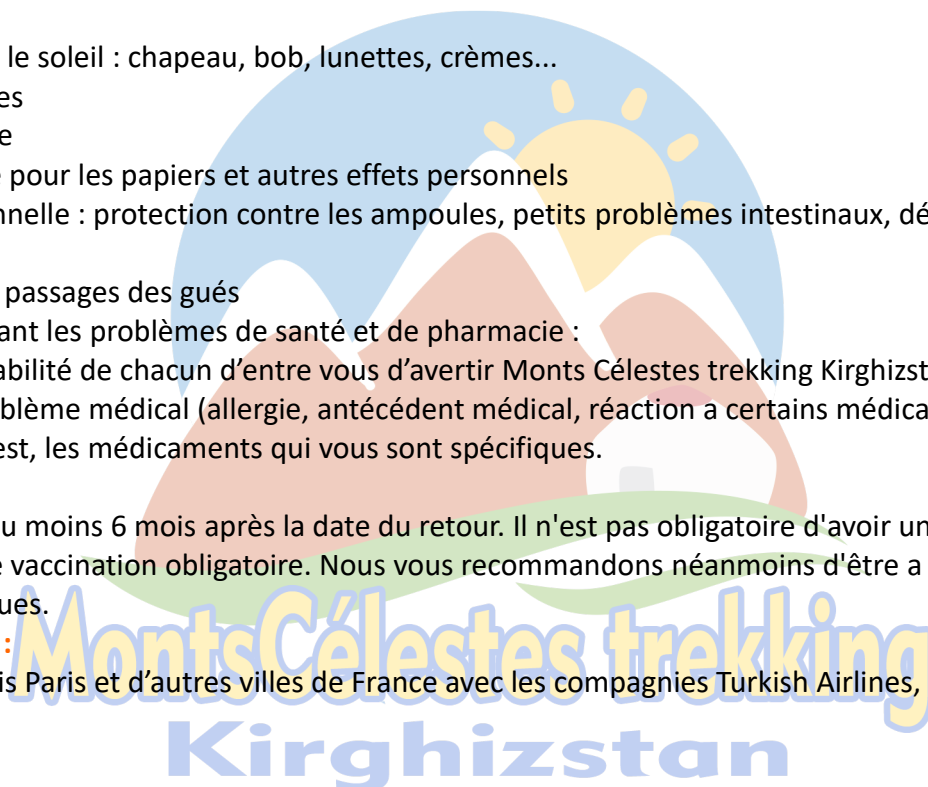 le soleil : chapeau, bob, lunettes, crèmes...
es
e
pour les papiers et autres effets personnels
nnelle : protection contre les ampoules, petits problèmes intestinaux, dé
passages des gués
ant les problèmes de santé et de pharmacie :
abilité de chacun d’entre vous d’avertir Monts Célestes trekking Kirghizst
blème médical (allergie, antécédent médical, réaction a certains médica
est, les médicaments qui vous sont spécifiques.
u moins 6 mois après la date du retour. Il n'est pas obligatoire d'avoir un
e vaccination obligatoire. Nous vous recommandons néanmoins d'être a
ues.
:
MontsCélestes trekking
is Paris et d’autres villes de France avec les compagnies Turkish Airlines,
Kirghizstan